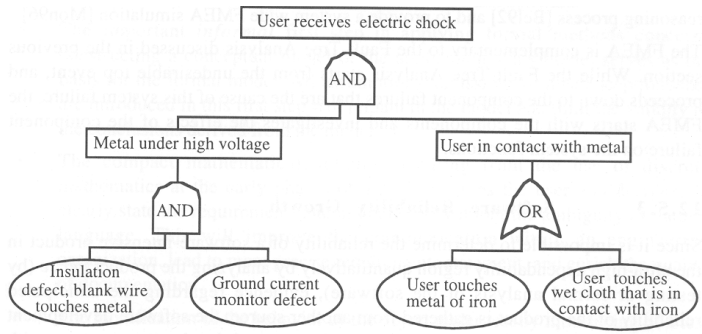 User receives electric shock
AND
Metal under high voltage
User in contact with metal
AND
OR
Insulation
defect, blank wire
touches metal
Ground current
monitor defect
User touches
metal of iron
User touches
wet cloth that is in
contact with iron